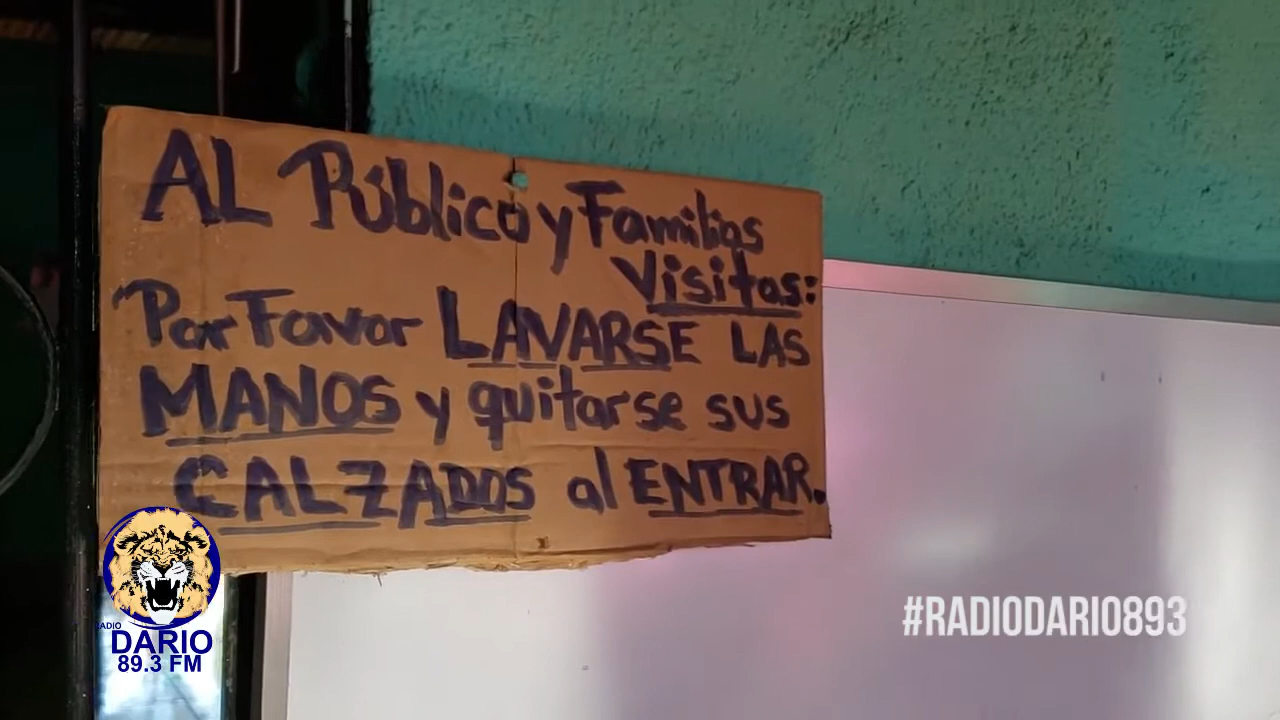 AL Público y Familias
Visitas:
Por Favor LAVARSE LAS
MANOS y quitarse sus
CALZADOS al ENTRAR.
RADIO
DARIO
89.3 FM
#RADIODARIO893